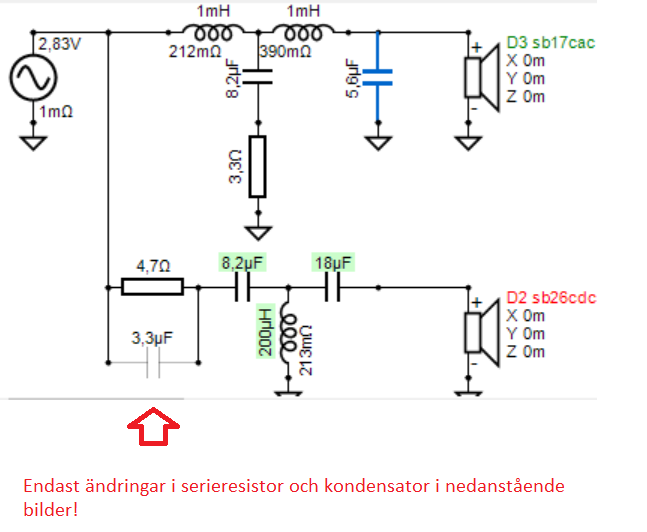 1mH 1mH
2,83V
212mΩ 390mΩ
8,2µF
5,6µF
D3 sb17cac
X 0m
Y 0m
Z 0m
1mΩ
+
-
3,3Ω
4,7Ω 8,2µF 18µF
3,3µF
200µH
213mΩ
D2 sb26cdc
X 0m
Y 0m
Z 0m
+
-
Endast ändringar i serieresistor och kondensator i nedanstående
bilder!